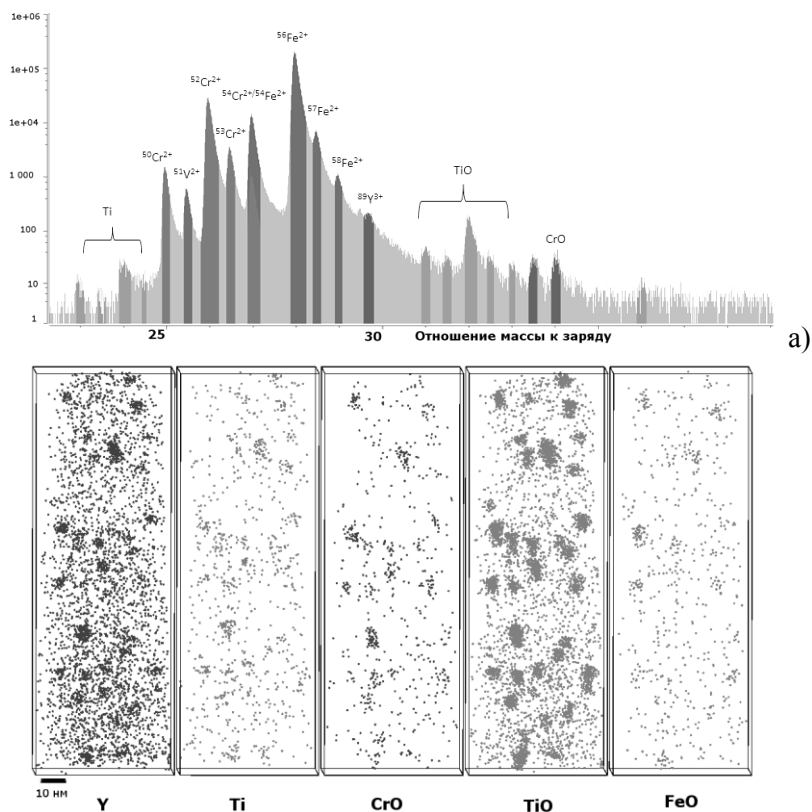 1e+06
⁵⁶Fe²⁺
1e+05
⁵²Cr²⁺
⁵⁴Cr²⁺/⁵⁴Fe²⁺
⁵⁷Fe²⁺
1e+04
⁵³Cr²⁺
⁵⁰Cr²⁺
⁵⁸Fe²⁺
⁵¹V²⁺
TiO
1 000
⁸⁹Y³⁺
Ti
CrO
100
10
1
25 30 Отношение массы к заряду
а)
10 нм
Y Ti CrO TiO FeO